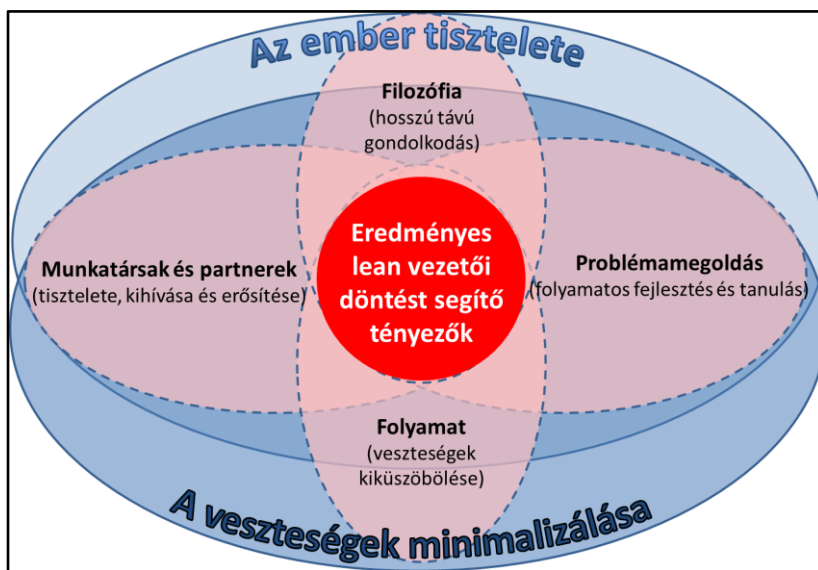 Az ember tisztelete
Filozófia
(hosszú távú
gondolkodás)
Eredményes
lean vezetői
döntést segítő
tényezők
Munkatársak és partnerek
(tisztelete, kihívása és erősítése)
Problémamegoldás
(folyamatos fejlesztés és tanulás)
Folyamat
(veszteségek
kiküszöbölése)
A veszteségek minimalizálása